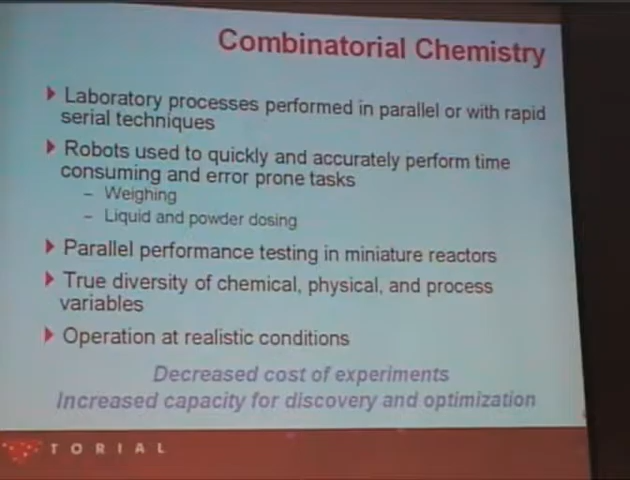 Combinatorial Chemistry
Laboratory processes performed in parallel or with rapid
serial techniques
Robots used to quickly and accurately perform time
consuming and error prone tasks
– Weighing
– Liquid and powder dosing
Parallel performance testing in miniature reactors
True diversity of chemical, physical, and process
variables
Operation at realistic conditions
Decreased cost of experiments
Increased capacity for discovery and optimization
TORIAL